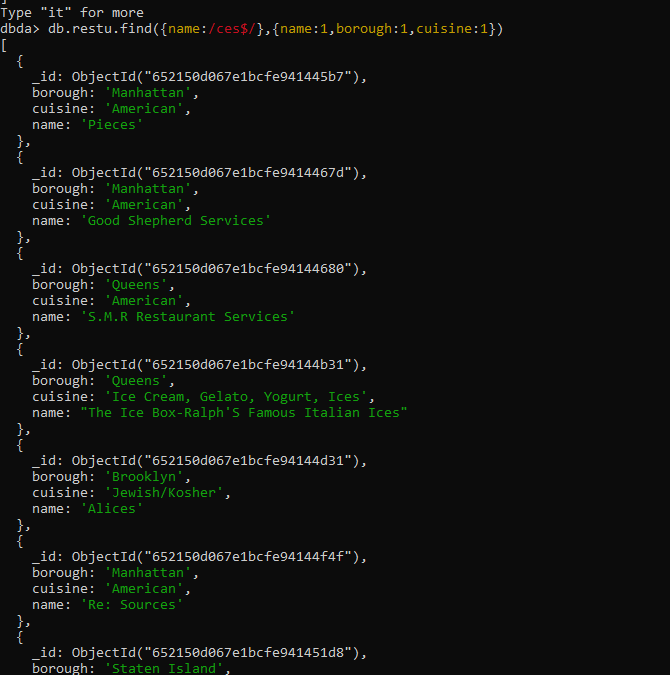 ]
Type "it" for more
dbda> db.restu.find({name:/ces$/},{name:1,borough:1,cuisine:1})
[
  {
    _id: ObjectId("652150d067e1bcfe941445b7"),
    borough: 'Manhattan',
    cuisine: 'American',
    name: 'Pieces'
  },
  {
    _id: ObjectId("652150d067e1bcfe9414467d"),
    borough: 'Manhattan',
    cuisine: 'American',
    name: 'Good Shepherd Services'
  },
  {
    _id: ObjectId("652150d067e1bcfe94144680"),
    borough: 'Queens',
    cuisine: 'American',
    name: 'S.M.R Restaurant Services'
  },
  {
    _id: ObjectId("652150d067e1bcfe94144b31"),
    borough: 'Queens',
    cuisine: 'Ice Cream, Gelato, Yogurt, Ices',
    name: "The Ice Box-Ralph'S Famous Italian Ices"
  },
  {
    _id: ObjectId("652150d067e1bcfe94144d31"),
    borough: 'Brooklyn',
    cuisine: 'Jewish/Kosher',
    name: 'Alices'
  },
  {
    _id: ObjectId("652150d067e1bcfe94144f4f"),
    borough: 'Manhattan',
    cuisine: 'American',
    name: 'Re: Sources'
  },
  {
    _id: ObjectId("652150d067e1bcfe941451d8"),
    borough: 'Staten Island',